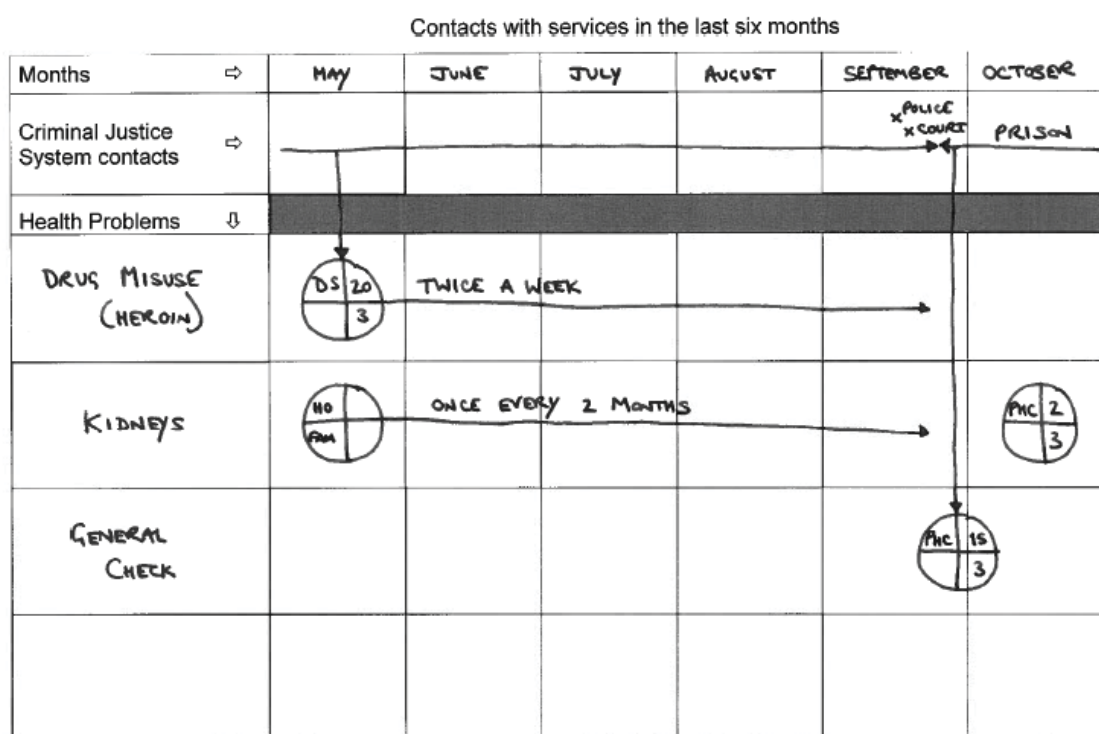 Contacts with services in the last six months
Months ⇨ MAY JUNE JULY AUGUST SEPTEMBER OCTOBER
Criminal Justice
System contacts ⇨
x POLICE
x COURT
PRISON
Health Problems ⇩
DRUG MISUSE
(HEROIN)
DS 20
3
TWICE A WEEK
KIDNEYS
HO
FAM
ONCE EVERY 2 MONTHS
PHC 2
3
GENERAL
CHECK
PHC 15
3